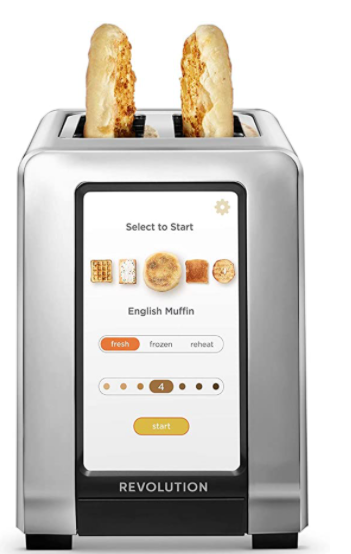 Select to Start
English Muffin
fresh frozen reheat
4
start
REVOLUTION